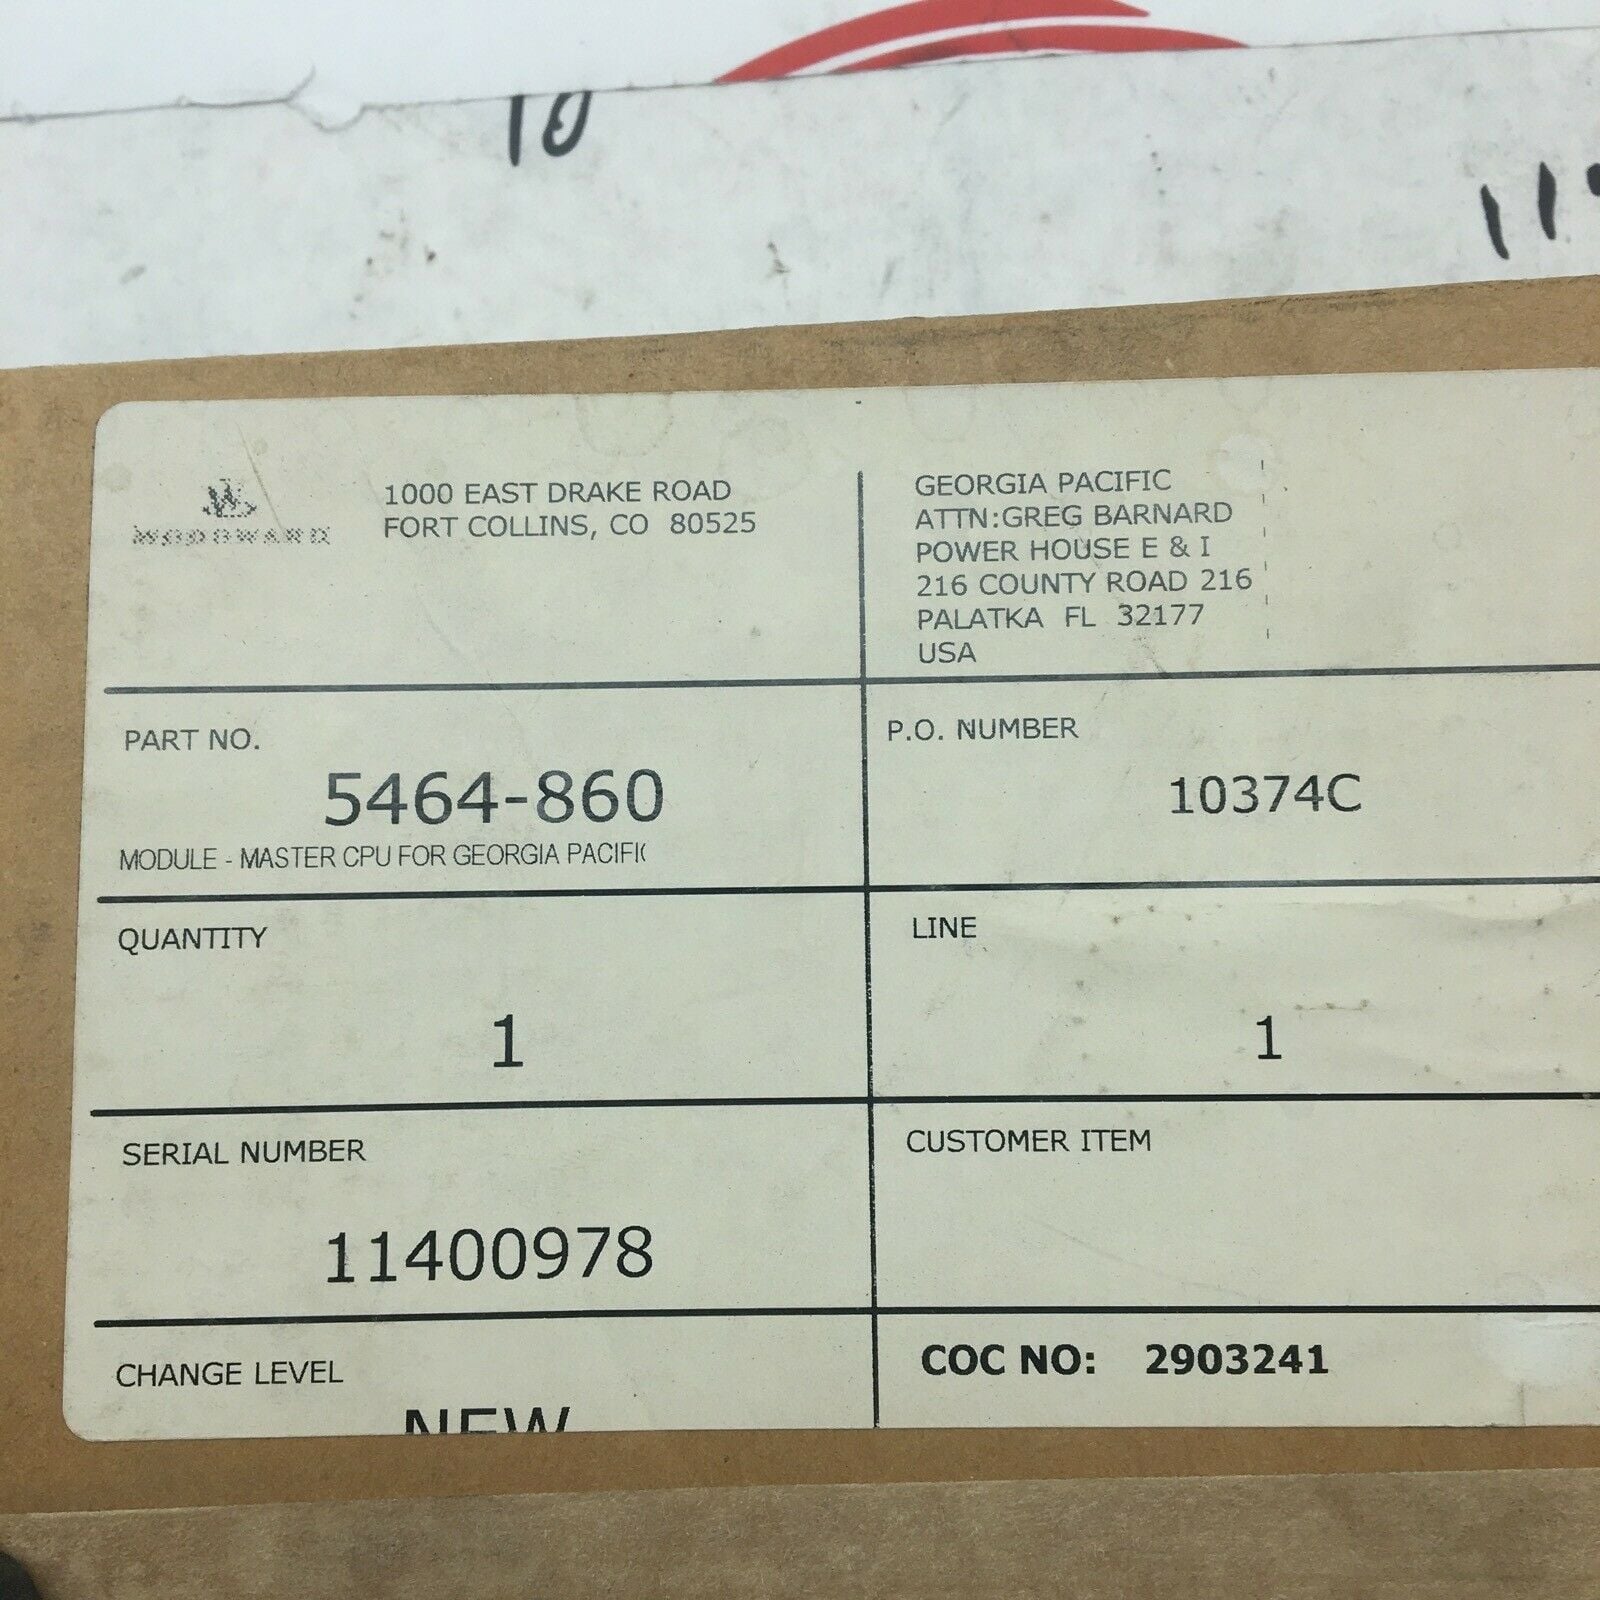 10
11
WOODWARD
1000 EAST DRAKE ROAD
FORT COLLINS, CO 80525
GEORGIA PACIFIC
ATTN:GREG BARNARD
POWER HOUSE E & I
216 COUNTY ROAD 216
PALATKA FL 32177
USA
PART NO.
5464-860
MODULE - MASTER CPU FOR GEORGIA PACIFI
P.O. NUMBER
10374C
QUANTITY
1
LINE
1
SERIAL NUMBER
11400978
CUSTOMER ITEM
CHANGE LEVEL
NEW
COC NO: 2903241